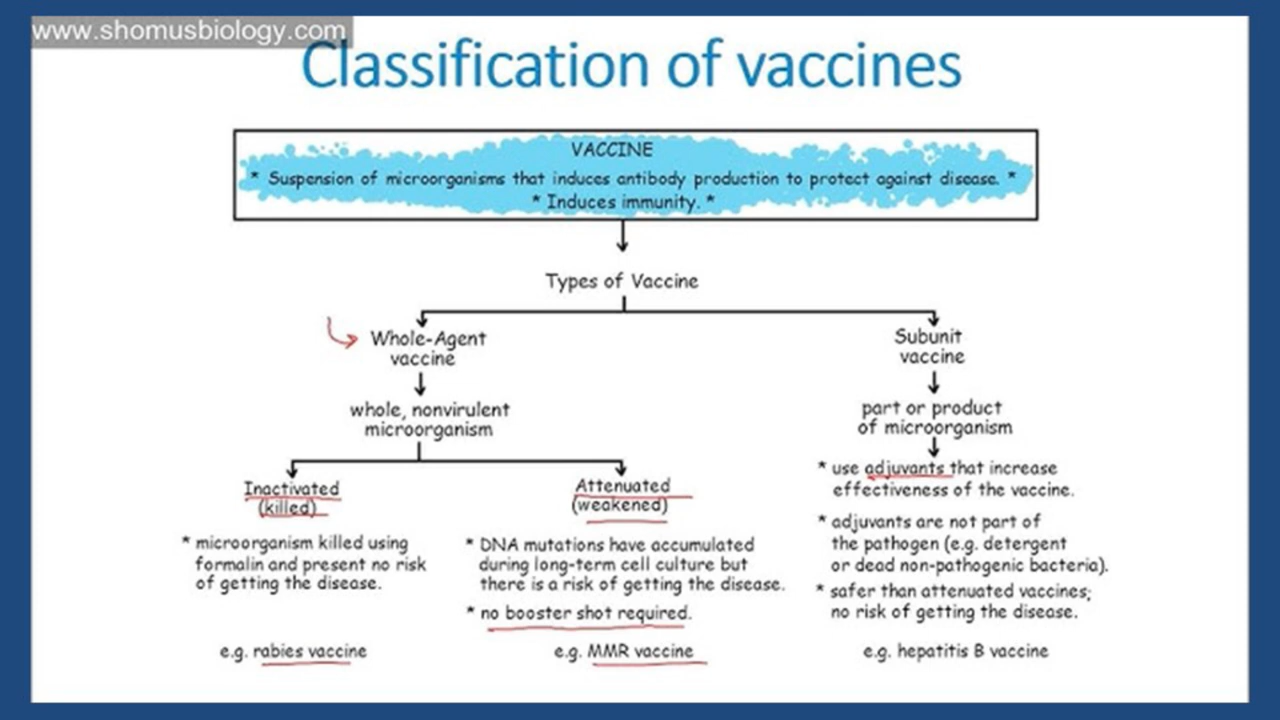 www.shomusbiology.com
Classification of vaccines
VACCINE
* Suspension of microorganisms that induces antibody production to protect against disease. *
* Induces immunity. *
Types of Vaccine
Whole-Agent
vaccine
whole, nonvirulent
microorganism
Inactivated
(killed)
* microorganism killed using
formalin and present no risk
of getting the disease.
e.g. rabies vaccine
Attenuated
(weakened)
* DNA mutations have accumulated
during long-term cell culture but
there is a risk of getting the disease.
* no booster shot required.
e.g. MMR vaccine
Subunit
vaccine
part or product
of microorganism
* use adjuvants that increase
effectiveness of the vaccine.
* adjuvants are not part of
the pathogen (e.g. detergent
or dead non-pathogenic bacteria).
* safer than attenuated vaccines;
no risk of getting the disease.
e.g. hepatitis B vaccine